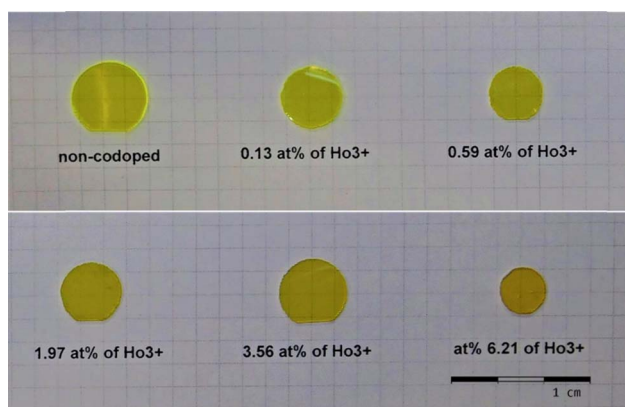 non-codoped
0.13 at% of Ho3+
0.59 at% of Ho3+
1.97 at% of Ho3+
3.56 at% of Ho3+
at% 6.21 of Ho3+
1 cm